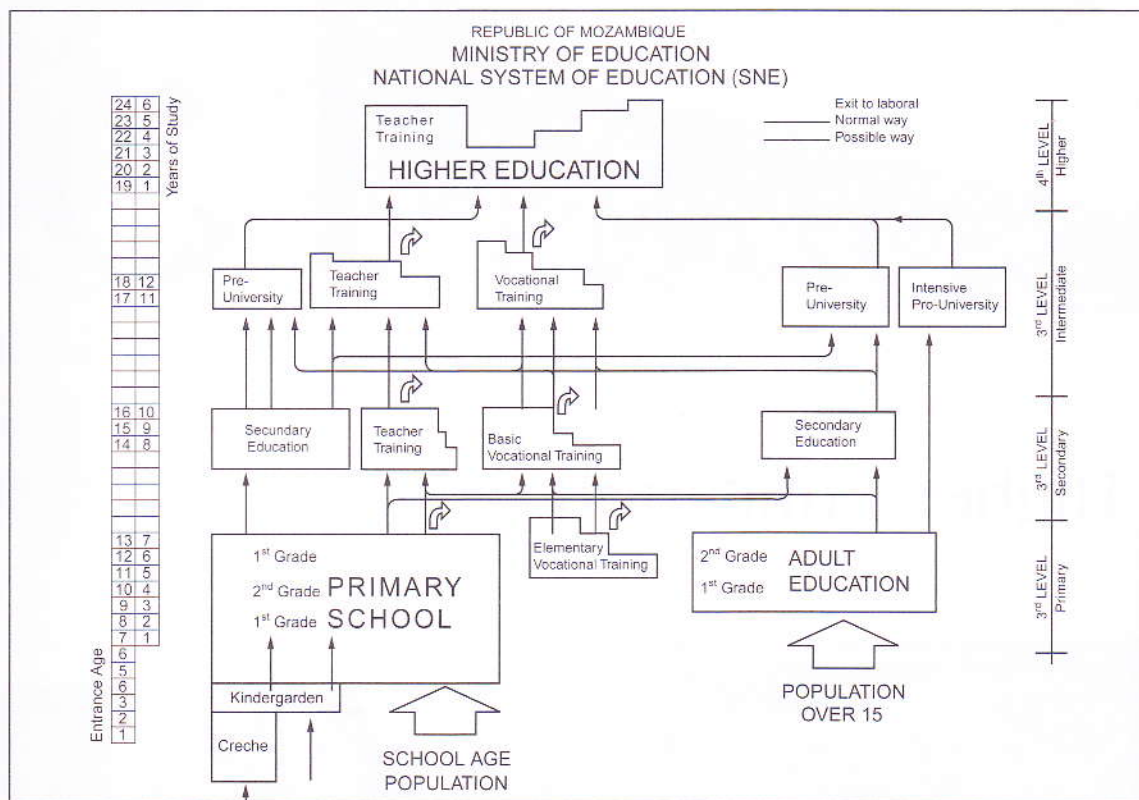 REPUBLIC OF MOZAMBIQUE
MINISTRY OF EDUCATION
NATIONAL SYSTEM OF EDUCATION (SNE)
24 6
23 5
22 4
21 3
20 2
19 1
Years of Study
Teacher
Training
HIGHER EDUCATION
Exit to laboral
Normal way
Possible way
4th LEVEL
Higher
18 12
17 11
Pre-
University
Teacher
Training
Vocational
Training
Pre-
University
Intensive
Pro-University
3rd LEVEL
Intermediate
16 10
15 9
14 8
Secundary
Education
Teacher
Training
Basic
Vocational Training
Secondary
Education
3rd LEVEL
Secondary
13 7
12 6
11 5
10 4
9 3
8 2
7 1
6
5
6
3
2
1
Entrance Age
1st Grade
2nd Grade PRIMARY
1st Grade SCHOOL
Elementary
Vocational Training
2nd Grade ADULT
1st Grade EDUCATION
3rd LEVEL
Primary
Kindergarden
Creche
SCHOOL AGE
POPULATION
POPULATION
OVER 15